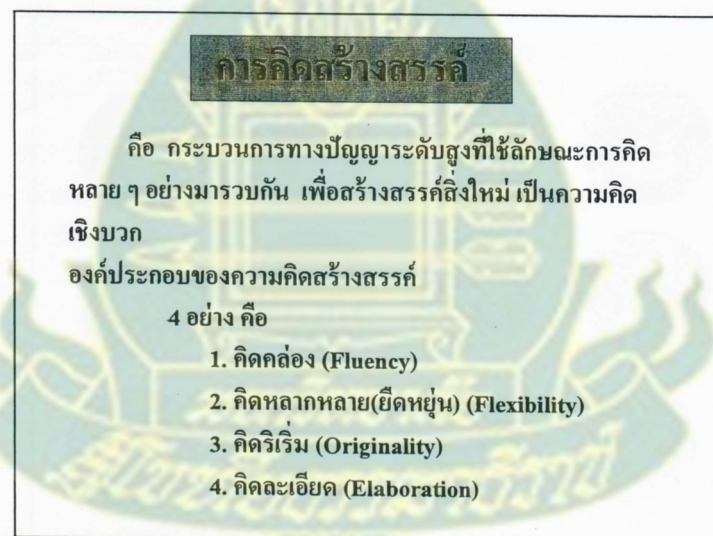 การคิดสร้างสรรค์
คือ กระบวนการทางปัญญาระดับสูงที่ใช้ลักษณะการคิด
หลาย ๆ อย่างมารวบกัน เพื่อสร้างสรรค์สิ่งใหม่ เป็นความคิด
เชิงบวก
องค์ประกอบของความคิดสร้างสรรค์
4 อย่าง คือ
1. คิดคล่อง (Fluency)
2. คิดหลากหลาย(ยืดหยุ่น) (Flexibility)
3. คิดริเริ่ม (Originality)
4. คิดละเอียด (Elaboration)